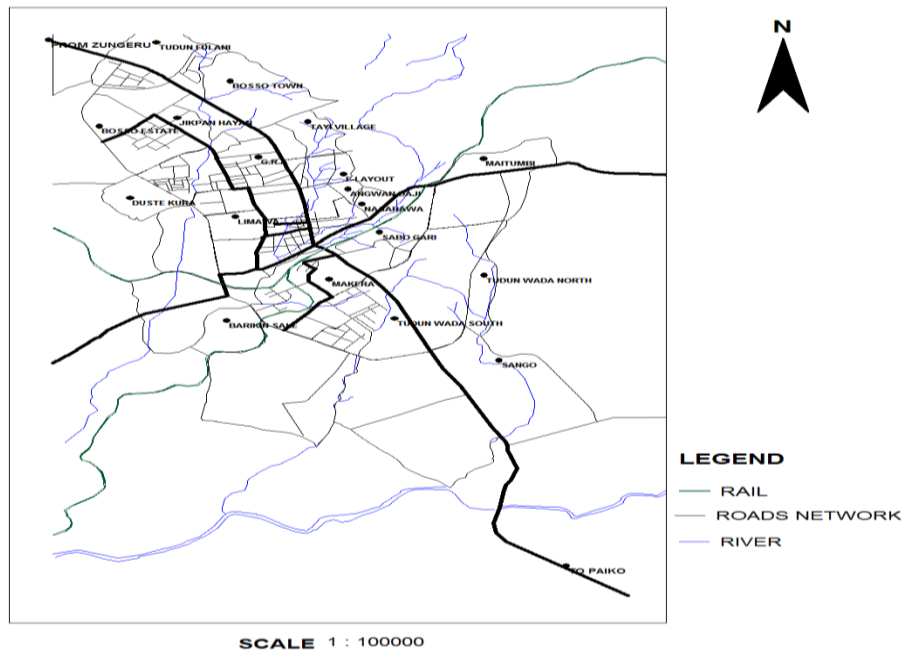 N
FROM ZUNGERU
TUDUN FULANI
BOSSO TOWN
BOSSO ESTATE
JIKPAN HAYAN
TAYI VILLAGE
G.R.A
MAITUMBI
F-LAYOUT
ANGWAN DAJI
DUSTE KURA
NASARAWA
LIMAWA
SABO GARI
MAKERA
TUDUN WADA NORTH
BARIKIN SALE
TUDUN WADA SOUTH
SANGO
TO PAIKO
LEGEND
RAIL
ROADS NETWORK
RIVER
SCALE 1 : 100000